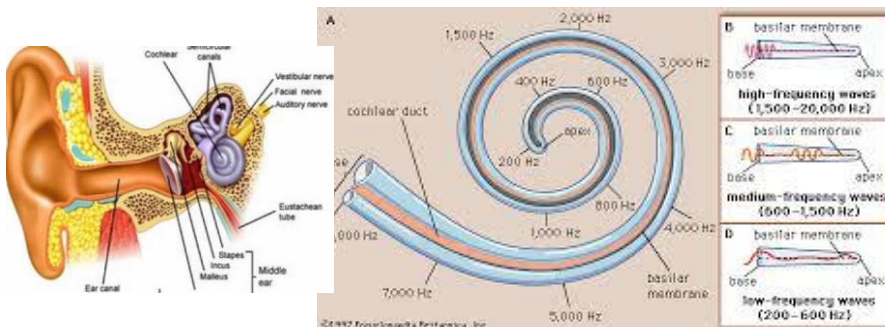 Semicircular
canals
Cochlear
Vestibular nerve
Facial nerve
Auditory nerve
Eustachean
tube
Stapes
Incus
Malleus
Middle
ear
Ear canal
A
2,000 Hz
1,500 Hz
3,000 Hz
400 Hz
600 Hz
cochlear duct
apex
200 Hz
800 Hz
1,000 Hz
4,000 Hz
basilar
membrane
7,000 Hz
5,000 Hz
©1997 Encyclopaedia Britannica, Inc.
B
basilar membrane
base
apex
high-frequency waves
(1,500–20,000 Hz)
C
basilar membrane
base
apex
medium-frequency waves
(600–1,500 Hz)
D
basilar membrane
base
apex
low-frequency waves
(200–600 Hz)